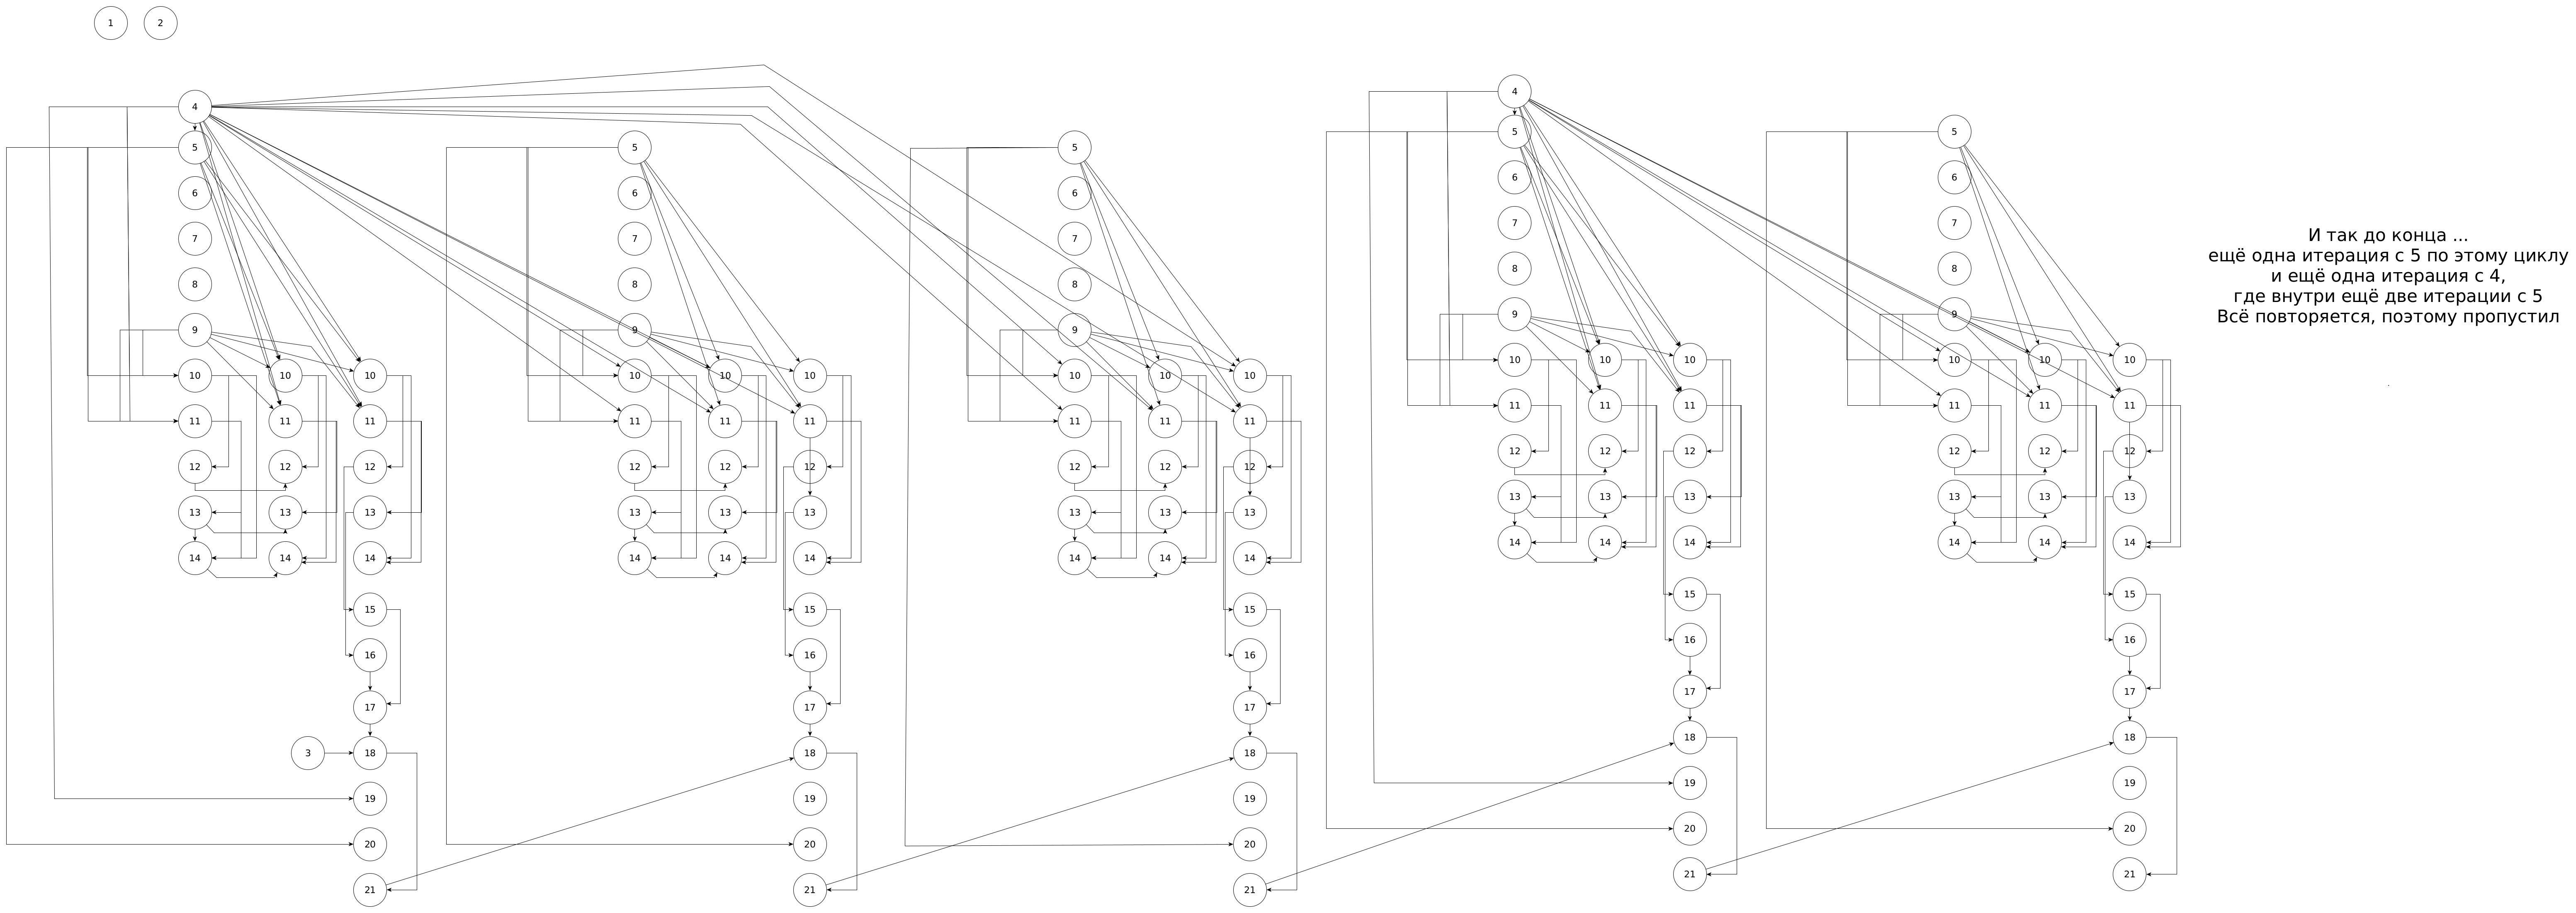 1 2
4 4
5 5 5 5 5
6 6 6 6 6
7 7 7 7 7
8 8 8 8 8
9 9 9 9 9
10 10 10 10 10 10 10 10 10 10 10 10 10 10 10
11 11 11 11 11 11 11 11 11 11 11 11 11 11 11
12 12 12 12 12 12 12 12 12 12 12 12 12 12 12
13 13 13 13 13 13 13 13 13 13 13 13 13 13 13
14 14 14 14 14 14 14 14 14 14 14 14 14 14 14
15 15 15 15 15
16 16 16 16 16
17 17 17 17 17
3 18 18 18 18 18
19 19 19 19 19
20 20 20 20 20
21 21 21 21 21
И так до конца ...
ещё одна итерация с 5 по этому циклу
и ещё одна итерация с 4,
где внутри ещё две итерации с 5
Всё повторяется, поэтому пропустил